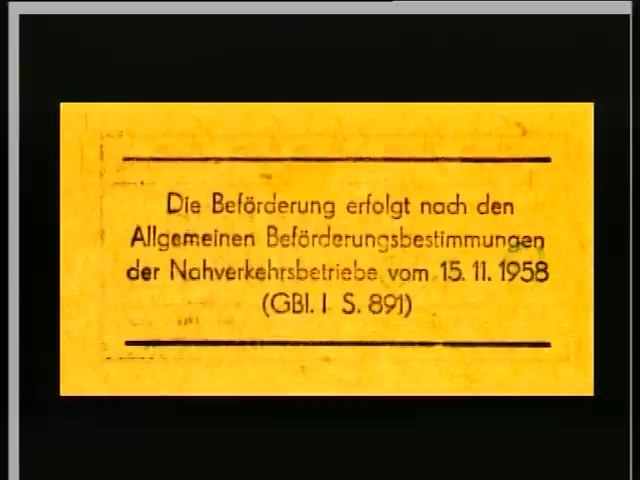 Die Beförderung erfolgt nach den
Allgemeinen Beförderungsbestimmungen
der Nahverkehrsbetriebe vom 15. 11. 1958
(GBl. I S. 891)